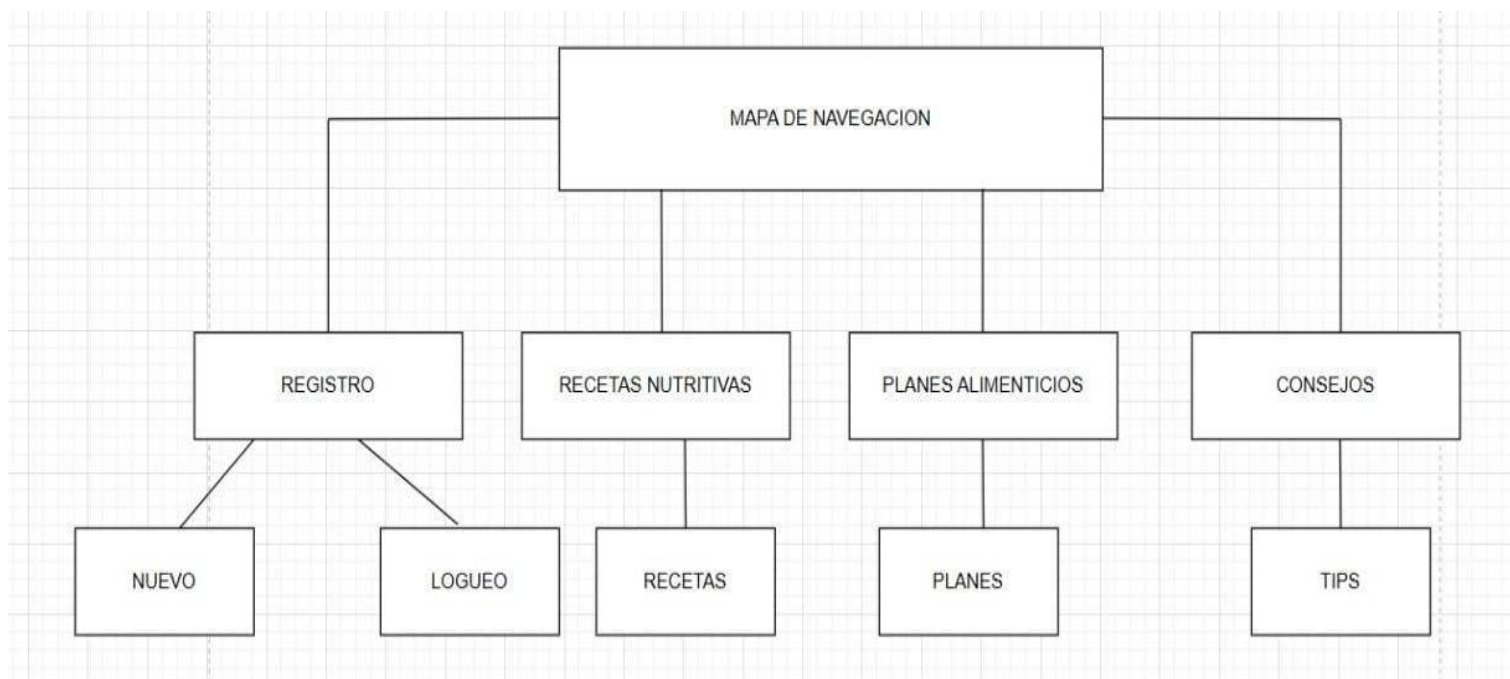 MAPA DE NAVEGACION
REGISTRO
RECETAS NUTRITIVAS
PLANES ALIMENTICIOS
CONSEJOS
NUEVO
LOGUEO
RECETAS
PLANES
TIPS